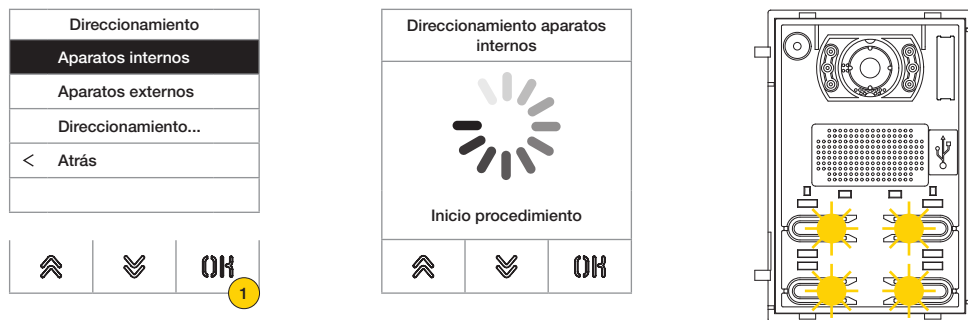 Direccionamiento
Aparatos internos
Aparatos externos
Direccionamiento...
< Atrás
OK
1
Direccionamiento aparatos
internos
Inicio procedimiento
OK